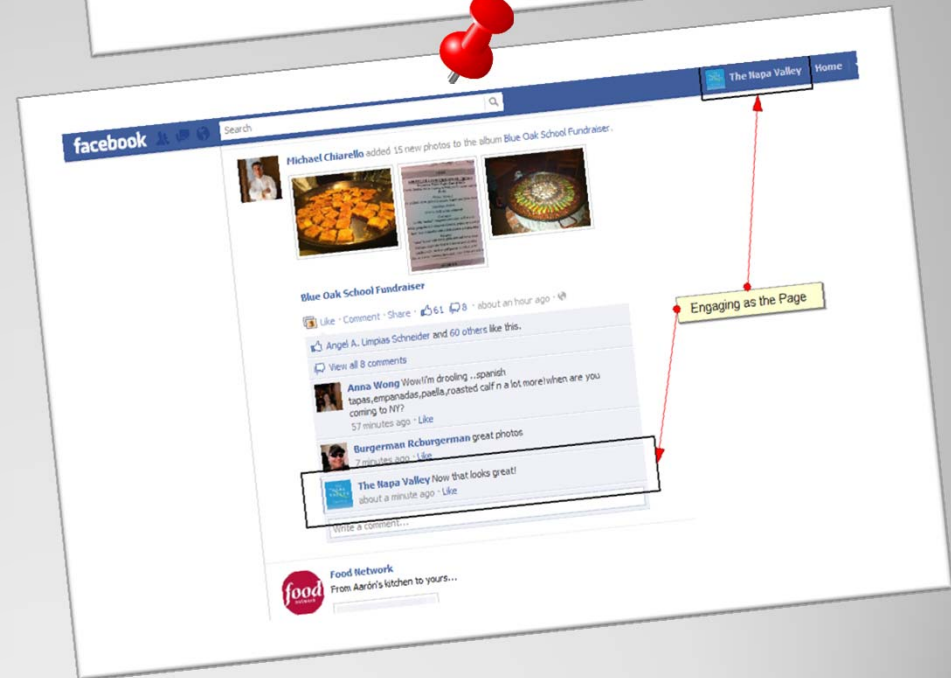 facebook
Search
The Napa Valley
Home
Michael Chiarello added 15 new photos to the album Blue Oak School Fundraiser.
Blue Oak School Fundraiser
Like · Comment · Share · 61 8 · about an hour ago ·
Angel A. Limpias Schneider and 60 others like this.
View all 8 comments
Anna Wong Wow!i'm drooling ..spanish
tapas,empanadas,paella,roasted calf n a lot more!when are you
coming to NY?
57 minutes ago · Like
Burgerman Rcburgerman great photos
7 minutes ago · Like
The Napa Valley Now that looks great!
about a minute ago · Like
Write a comment...
Engaging as the Page
food
network
Food Network
From Aarón's kitchen to yours...